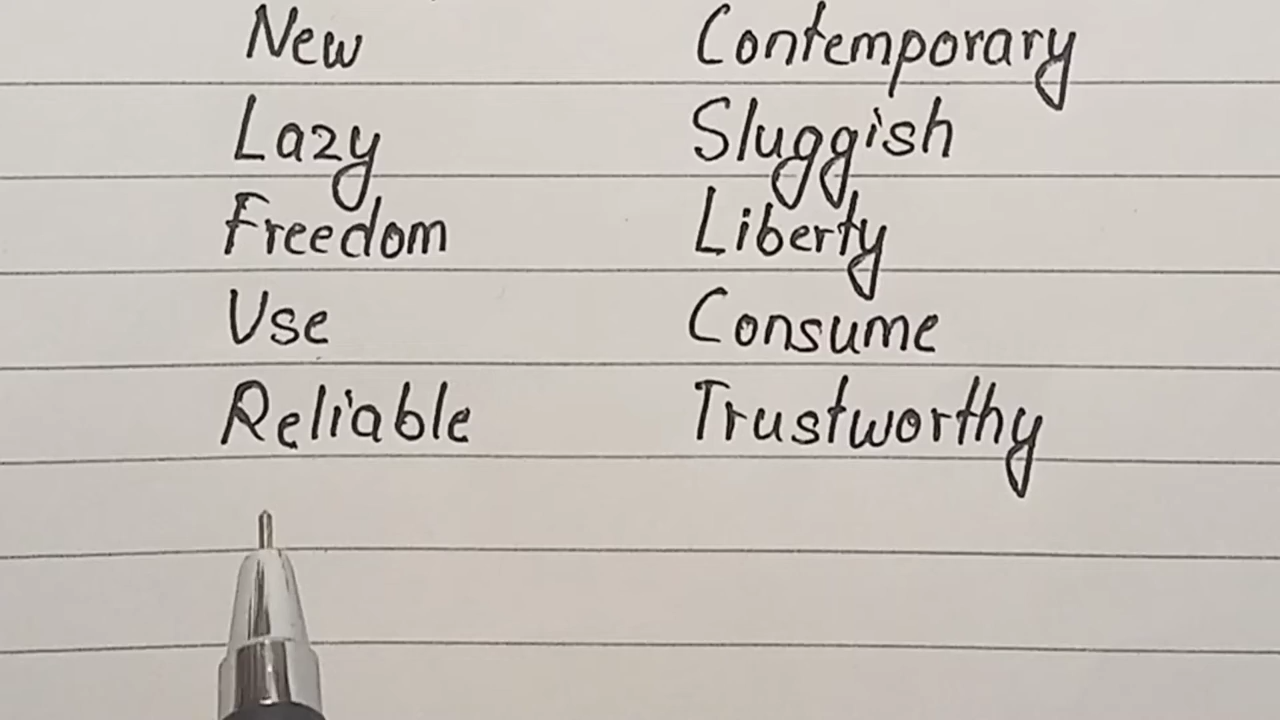 New Contemporary
Lazy Sluggish
Freedom Liberty
Use Consume
Reliable Trustworthy